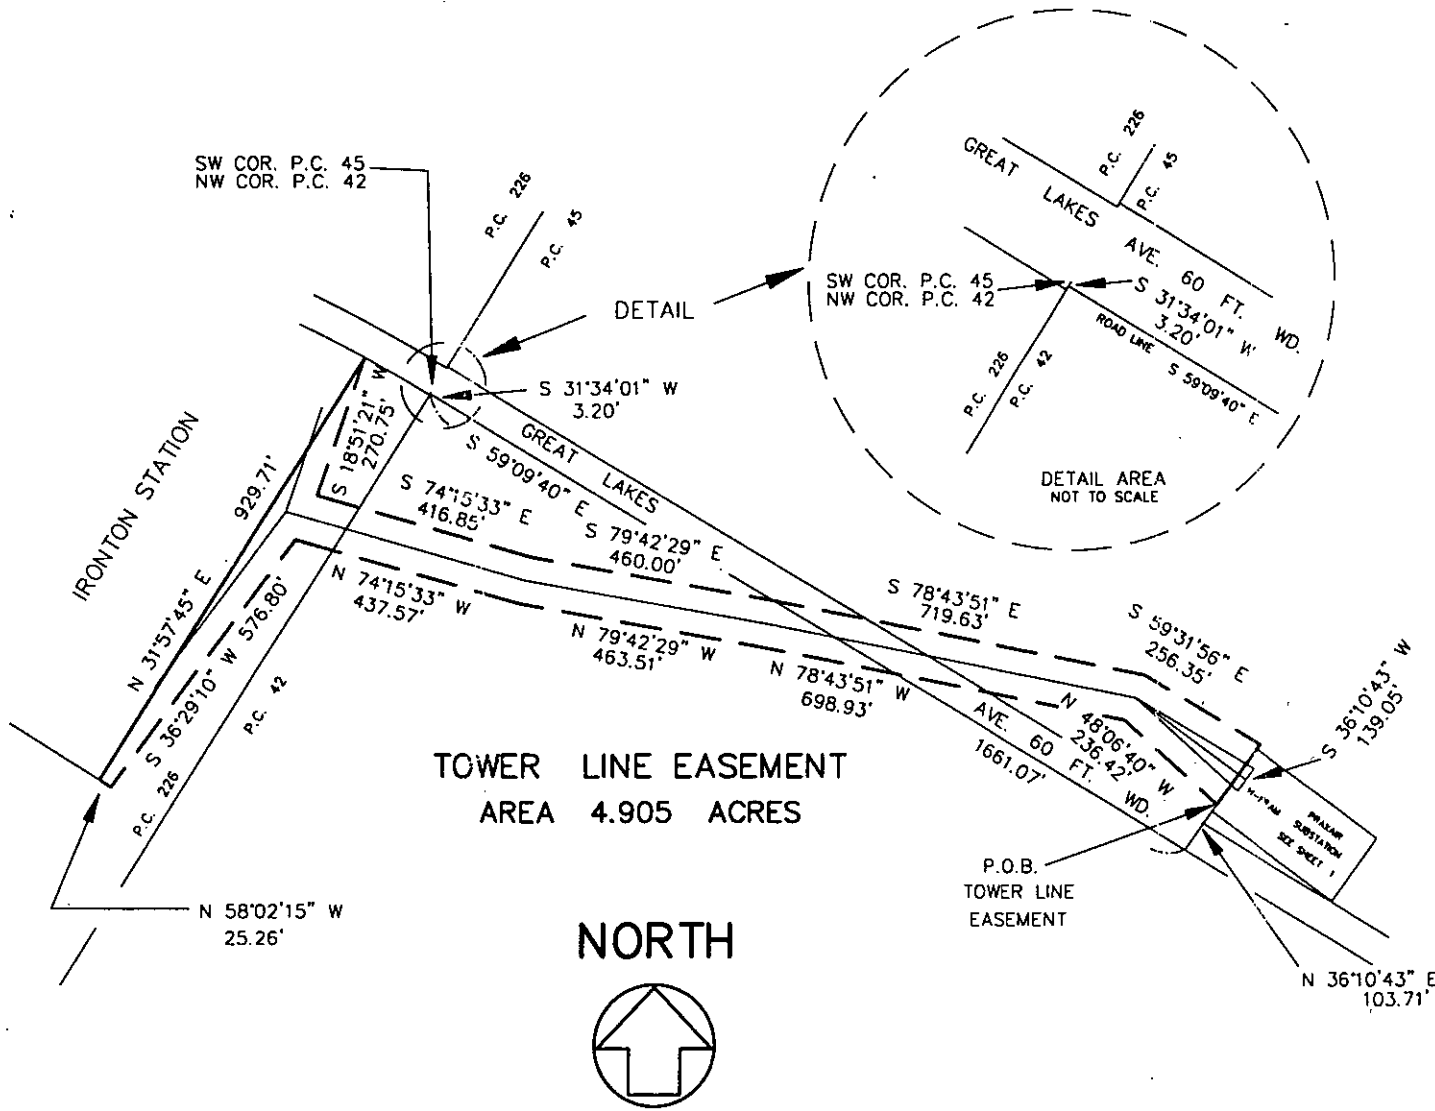 SW COR. P.C. 45
NW COR. P.C. 42
P.C. 226
P.C. 45
DETAIL
S 31°34'01" W
3.20'
GREAT LAKES AVE. 60 FT. WD.
P.C. 226
P.C. 45
SW COR. P.C. 45
NW COR. P.C. 42
S 31°34'01" W
3.20'
ROAD LINE S 59°09'40" E
P.C. 226
P.C. 42
DETAIL AREA
NOT TO SCALE
IRONTON STATION
N 31°57'45" E 929.71'
S 18°51'21" W
270.75'
S 59°09'40" E
GREAT LAKES
S 74°15'33" E
416.85'
S 79°42'29" E
460.00'
S 78°43'51" E
719.63'
S 59°31'56" E
256.35'
S 36°10'43" W
139.05'
N 74°15'33" W
437.57'
N 79°42'29" W
463.51'
N 78°43'51" W
698.93'
N 48°06'40" W
236.42'
AVE. 60 FT. WD.
1661.07'
S 36°29'10" W 576.80'
P.C. 226
P.C. 42
TOWER LINE EASEMENT
AREA 4.905 ACRES
PRAXAIR
SUBSTATION
SEE SHEET 1
P.O.B.
TOWER LINE
EASEMENT
N 58°02'15" W
25.26'
N 36°10'43" E
103.71'
NORTH